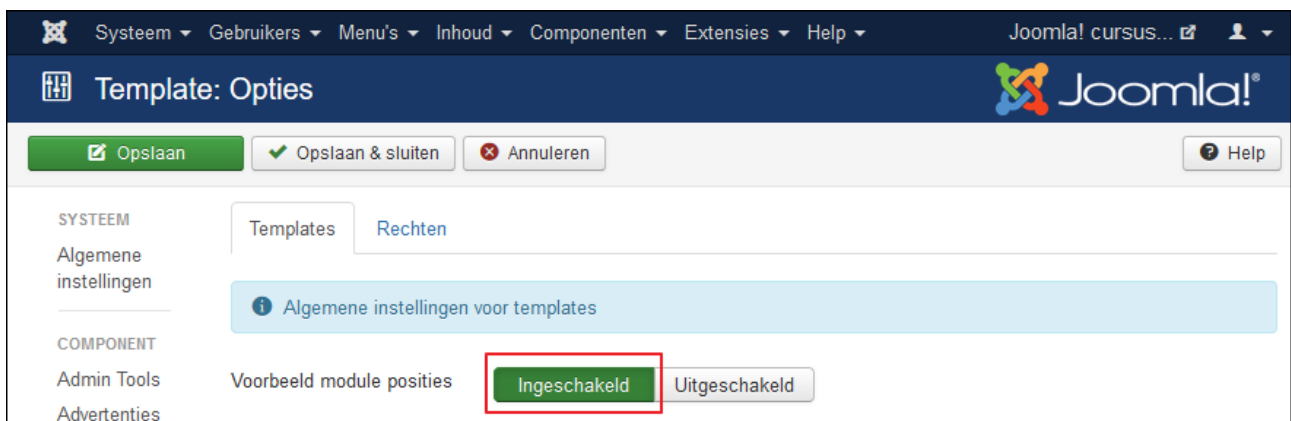 Systeem Gebruikers Menu's Inhoud Componenten Extensies Help Joomla! cursus...
Template: Opties Joomla!®
Opslaan Opslaan & sluiten Annuleren Help
SYSTEEM
Templates Rechten
Algemene
instellingen
Algemene instellingen voor templates
COMPONENT
Admin Tools
Voorbeeld module posities Ingeschakeld Uitgeschakeld
Advertenties